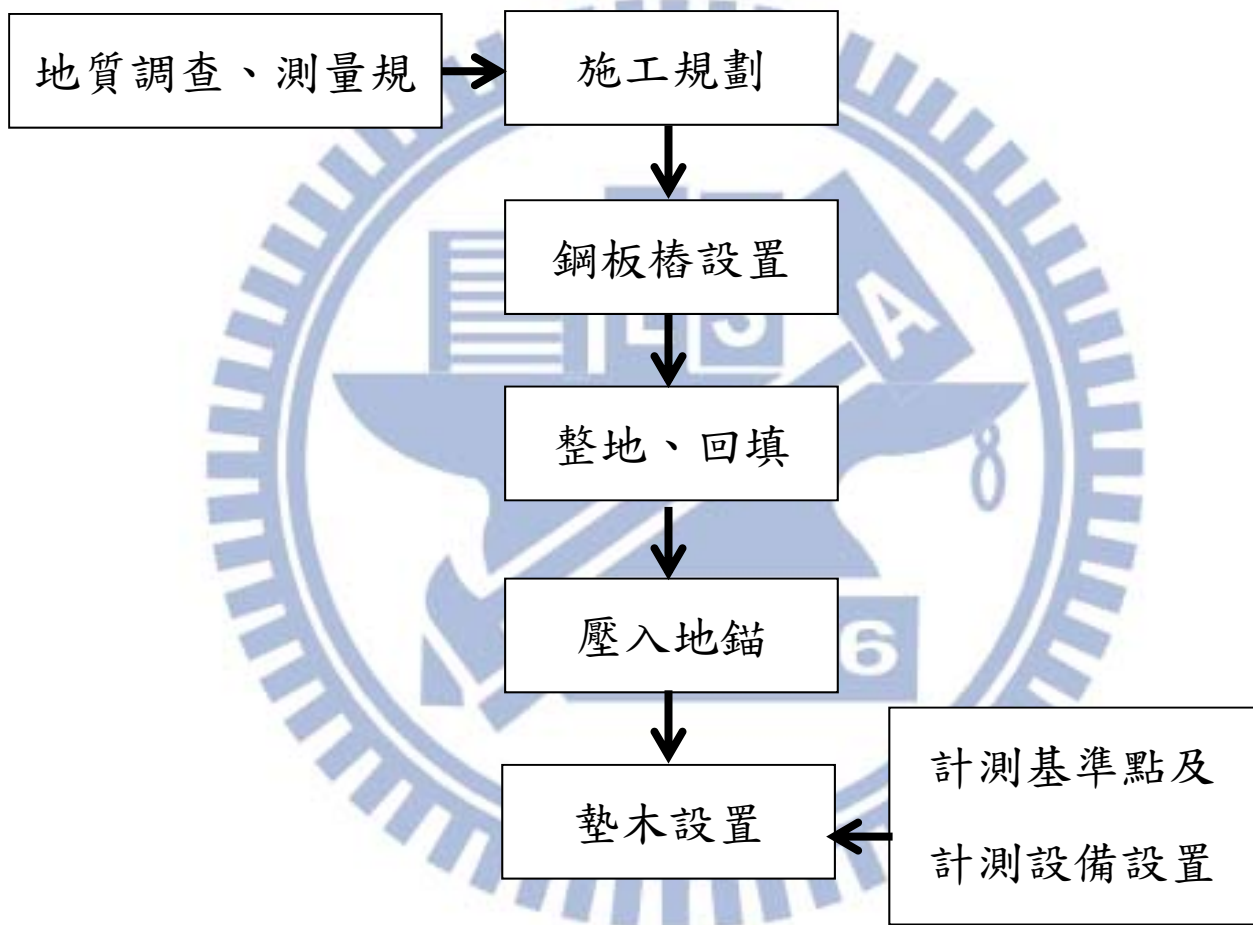 地質調查、測量規
施工規劃
鋼板樁設置
整地、回填
壓入地錨
墊木設置
計測基準點及
計測設備設置
A
6